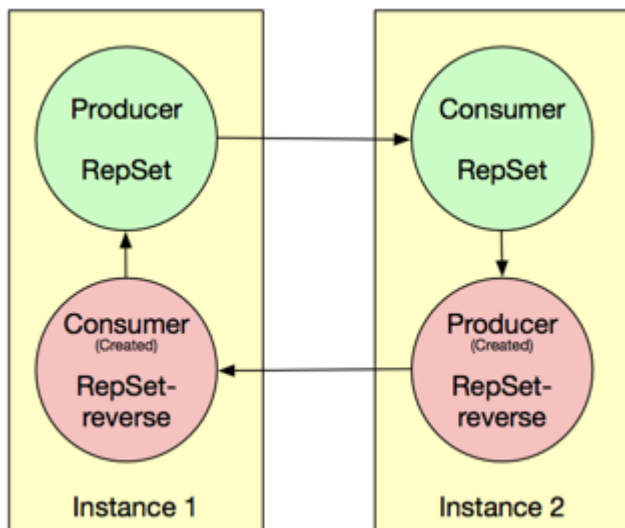 Producer
RepSet
Consumer
RepSet
Consumer
(Created)
RepSet-
reverse
Producer
(Created)
RepSet-
reverse
Instance 1
Instance 2